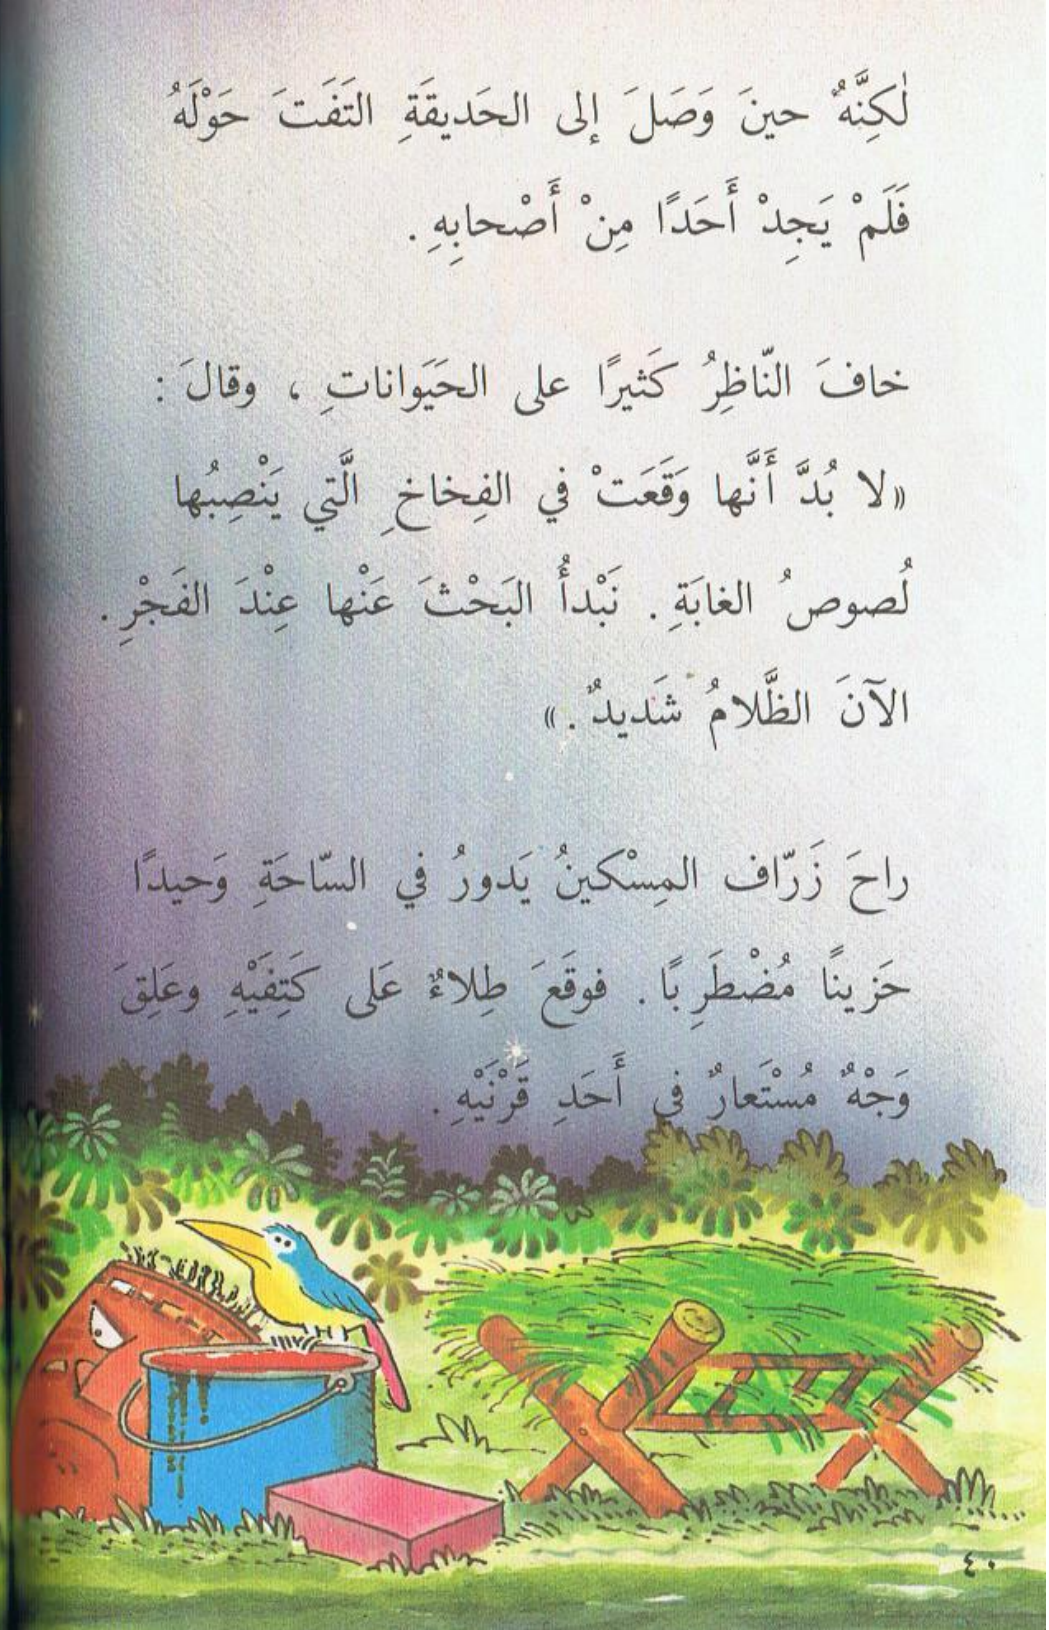 لٰكِنَّهُ حينَ وَصَلَ إلى الحَديقَةِ التَفَتَ حَوْلَهُ
فَلَمْ يَجِدْ أَحَدًا مِنْ أَصْحابِهِ .
خافَ النّاظِرُ كَثيرًا على الحَيَواناتِ ، وقالَ :
«لا بُدَّ أَنَّها وَقَعَتْ في الفِخاخِ الَّتي يَنْصِبُها
لُصوصُ الغابَةِ . نَبْدأُ البَحْثَ عَنْها عِنْدَ الفَجْرِ .
الآنَ الظَّلامُ شَديدٌ .»
راحَ زَرّاف المِسْكينُ يَدورُ في السّاحَةِ وَحيدًا
حَزينًا مُضْطَرِبًا . فوقَعَ طِلاءٌ عَلى كَتِفَيْهِ وعَلِقَ
وَجْهٌ مُسْتَعارٌ في أَحَدِ قَرْنَيْهِ .
٤٠